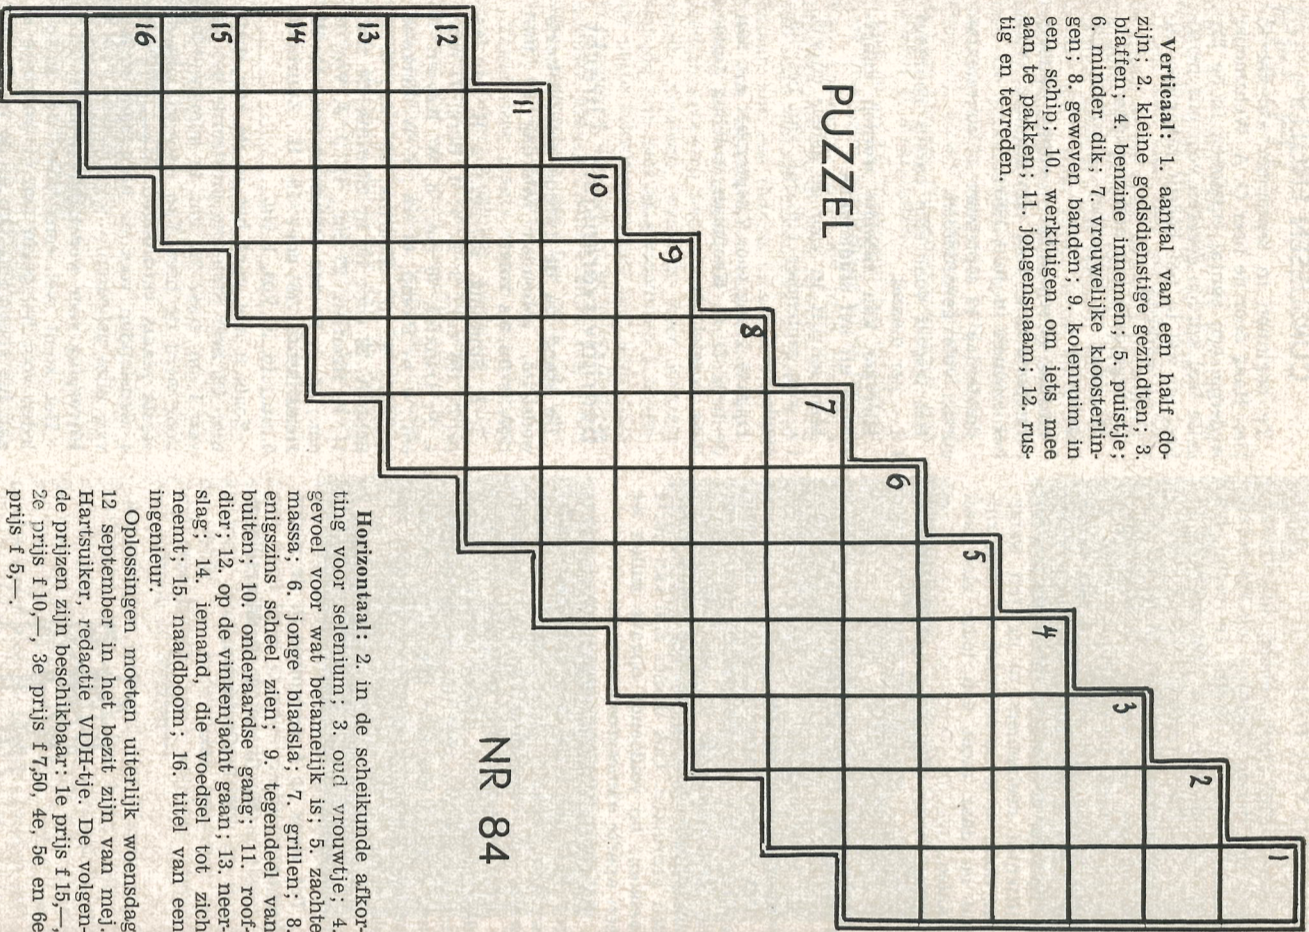 Verticaal: 1. aantal van een half do-
zijn; 2. kleine godsdienstige gezindten; 3.
blaffen; 4. benzine innemen; 5. puistje;
6. minder dik; 7. vrouwelijke kloosterlin-
gen; 8. geweven banden; 9. kolenruim in
een schip; 10. werktuigen om iets mee
aan te pakken; 11. jongensnaam; 12. rus-
tig en tevreden.
PUZZEL
1
2
3
4
5
6
7
8
9
10
11
12
13
14
15
16
NR 84
Horizontaal: 2. in de scheikunde afkor-
ting voor selenium; 3. oud vrouwtje; 4.
gevoel voor wat betamelijk is; 5. zachte
massa; 6. jonge bladsla; 7. grillen; 8.
enigszins scheel zien; 9. tegendeel van
buiten; 10. onderaardse gang; 11. roof-
dier; 12. op de vinkenjacht gaan; 13. neer-
slag; 14. iemand, die voedsel tot zich
neemt; 15. naaldboom; 16. titel van een
ingenieur.
Oplossingen moeten uiterlijk woensdag
12 september in het bezit zijn van mej.
Hartsuiker, redactie VDH-tje. De volgen-
de prijzen zijn beschikbaar: 1e prijs f 15,—,
2e prijs f 10,—, 3e prijs f 7,50, 4e, 5e en 6e
prijs f 5,—.